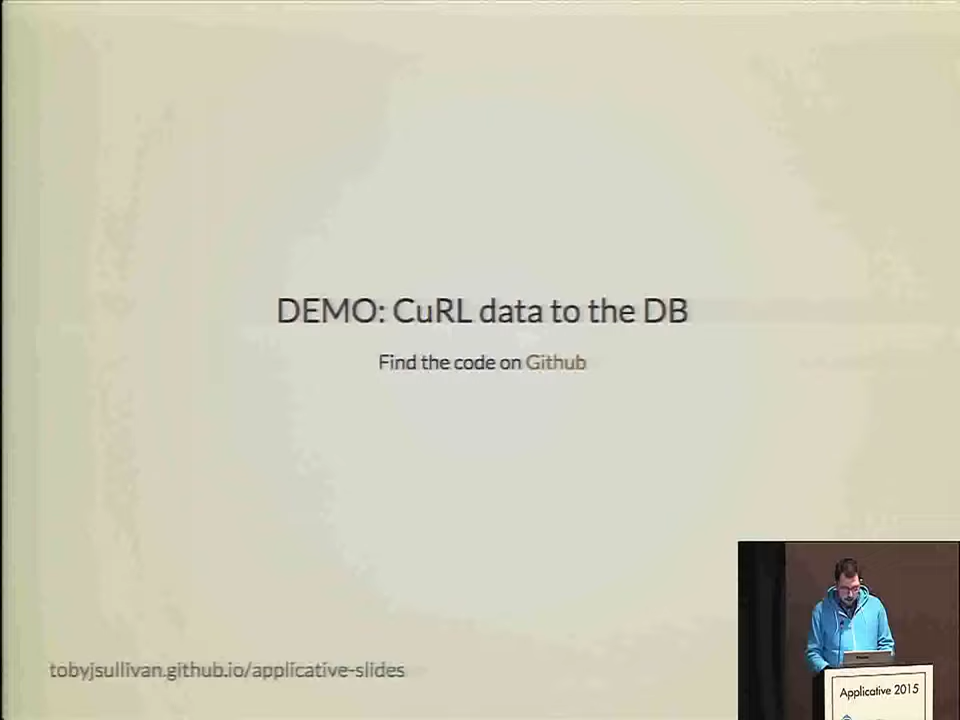 DEMO: CuRL data to the DB
Find the code on Github
tobyjsullivan.github.io/applicative-slides
Applicative 2015